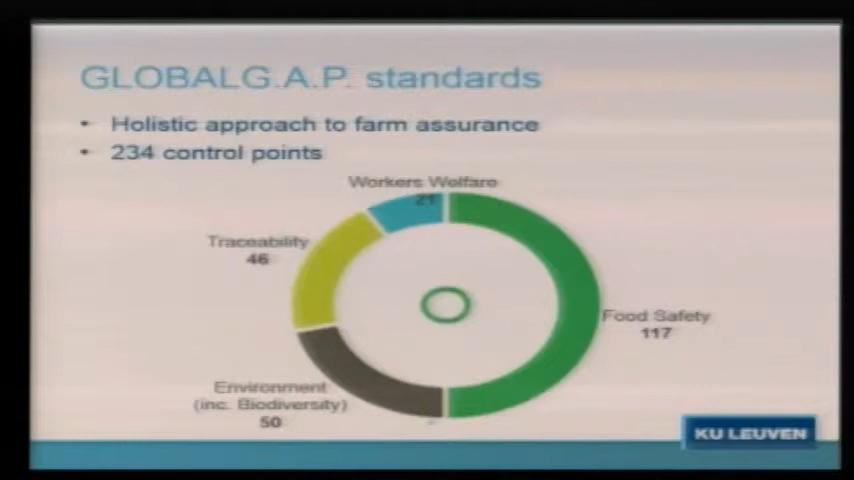 GLOBALG.A.P. standards
• Holistic approach to farm assurance
• 234 control points
Workers Welfare
21
Traceability
46
Food Safety
117
Environment
(inc. Biodiversity)
50
KU LEUVEN